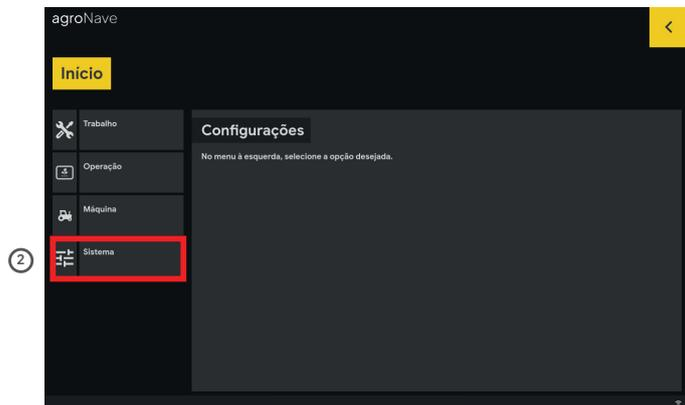 agroNave
Início
Trabalho
Operação
Máquina
Sistema
Configurações
No menu à esquerda, selecione a opção desejada.
2